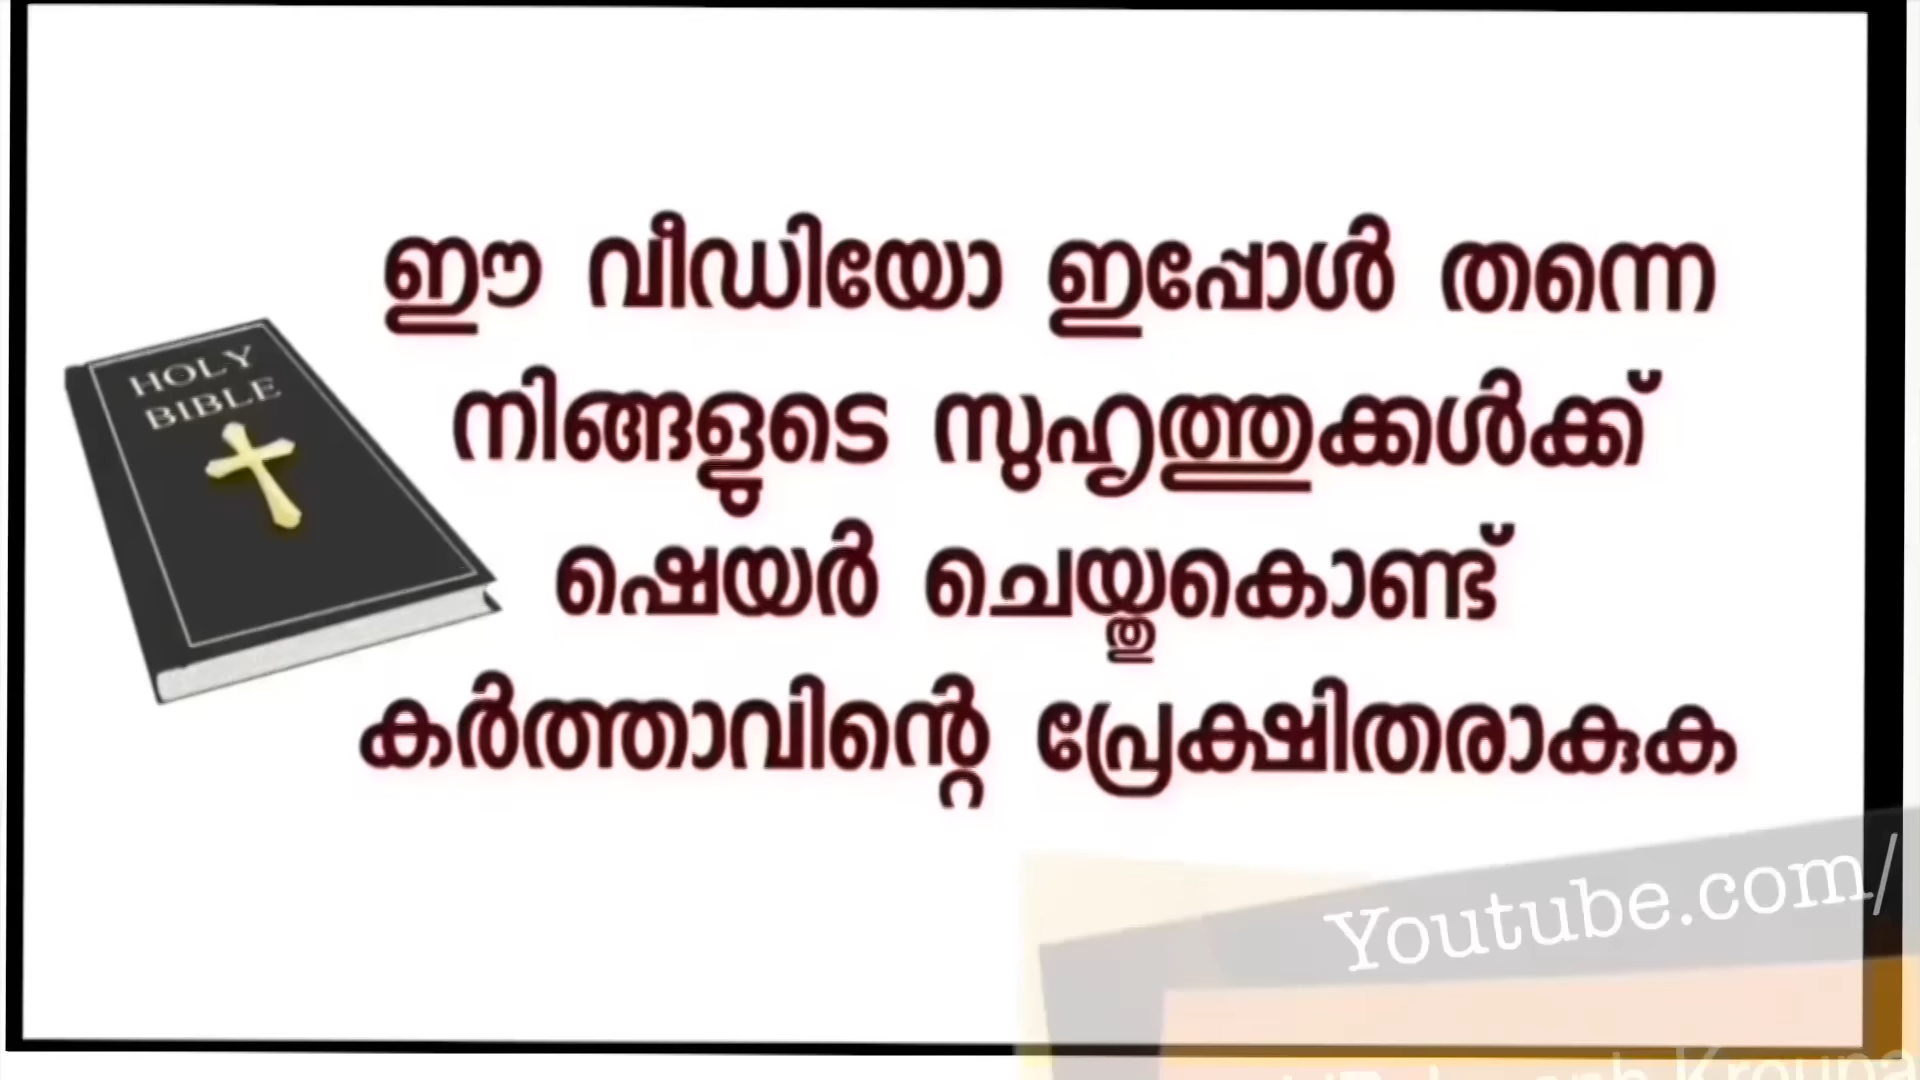 ഈ വീഡിയോ ഇപ്പോൾ തന്നെ
നിങ്ങളുടെ സുഹൃത്തുക്കൾക്ക്
ഷെയർ ചെയ്തുകൊണ്ട്
കർത്താവിന്റെ പ്രേക്ഷിതരാകുക
HOLY
BIBLE
Youtube.com/